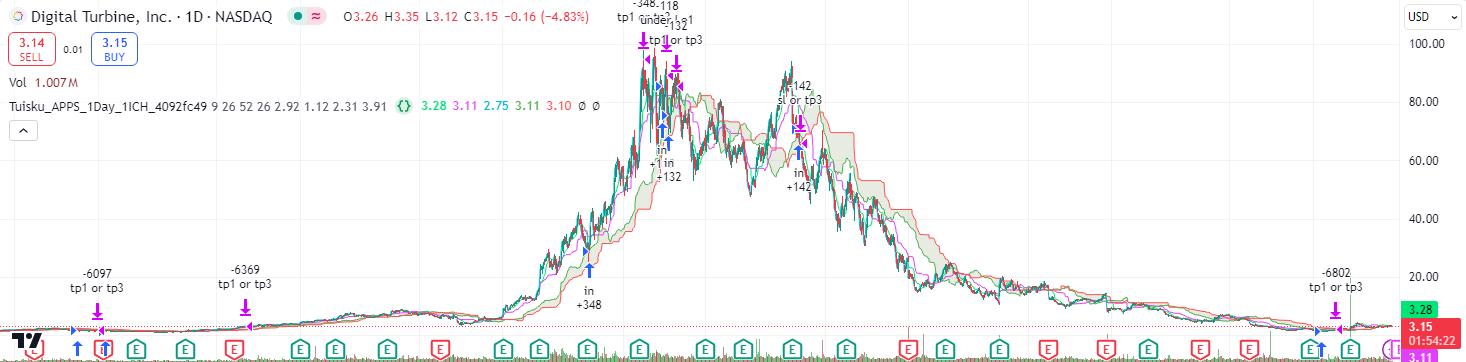 Digital Turbine, Inc. · 1D · NASDAQ O3.26 H3.35 L3.12 C3.15 −0.16 (−4.83%)
USD
3.14
SELL
0.01
3.15
BUY
Vol 1.007M
Tuisku_APPS_1Day_1ICH_4092fc49 9 26 52 26 2.92 1.12 2.31 3.91 {} 3.28 3.11 2.75 3.11 3.10 ∅ ∅
-348
-118
-132
tp1 or tp3
in
+132
-142
sl or tp3
in
+142
in
+348
-6097
tp1 or tp3
-6369
tp1 or tp3
-6802
tp1 or tp3
100.00
80.00
60.00
40.00
20.00
3.28
3.15
01:54:22
3.11
E E E E E E E E E E E E E E E E E E E E E E E E E E E